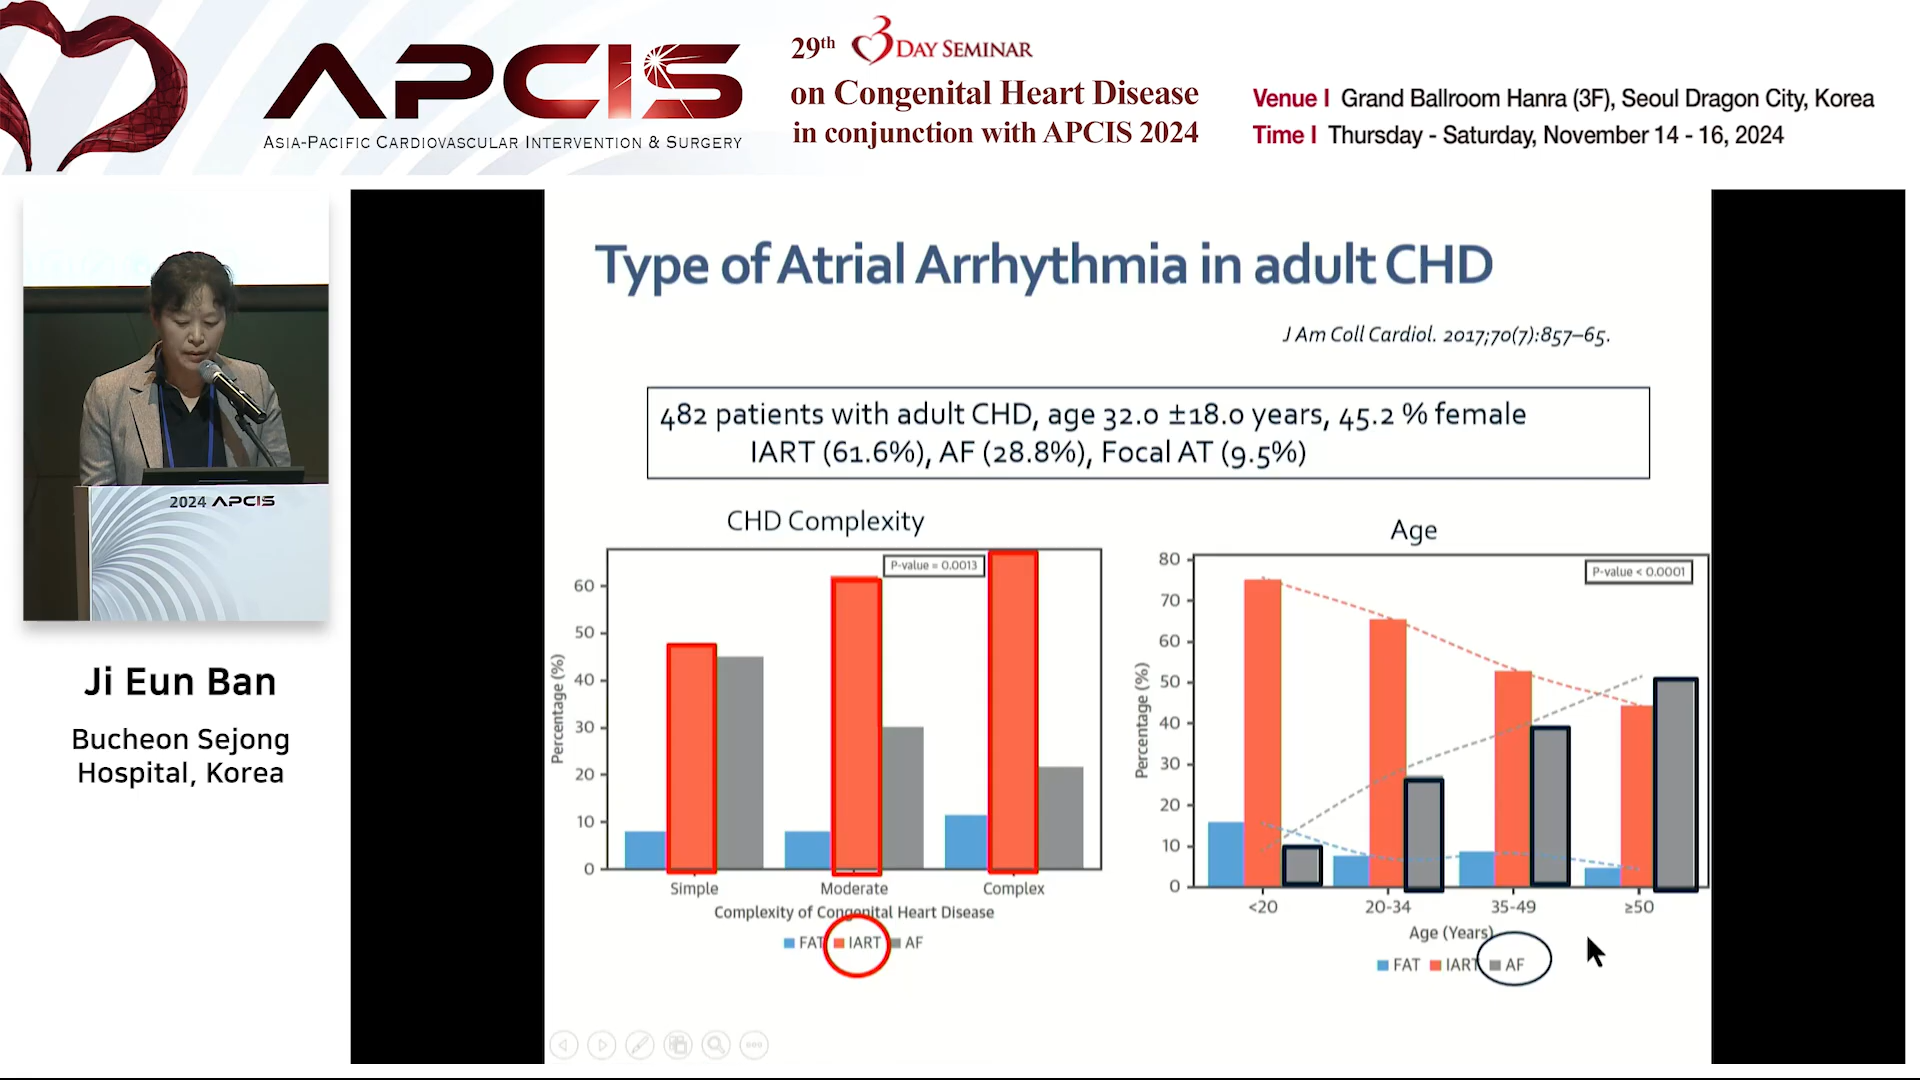 APCIS
ASIA-PACIFIC CARDIOVASCULAR INTERVENTION & SURGERY
29th 3 DAY SEMINAR
on Congenital Heart Disease
in conjunction with APCIS 2024
Venue I Grand Ballroom Hanra (3F), Seoul Dragon City, Korea
Time I Thursday - Saturday, November 14 - 16, 2024
2024 APCIS
Ji Eun Ban
Bucheon Sejong
Hospital, Korea
Type of Atrial Arrhythmia in adult CHD
J Am Coll Cardiol. 2017;70(7):857–65.
482 patients with adult CHD, age 32.0 ±18.0 years, 45.2 % female
IART (61.6%), AF (28.8%), Focal AT (9.5%)
CHD Complexity
P-value = 0.0013
Percentage (%)
60
50
40
30
20
10
0
Simple Moderate Complex
Complexity of Congenital Heart Disease
FAT IART AF
Age
P-value < 0.0001
Percentage (%)
80
70
60
50
40
30
20
10
0
<20 20-34 35-49 ≥50
Age (Years)
FAT IART AF